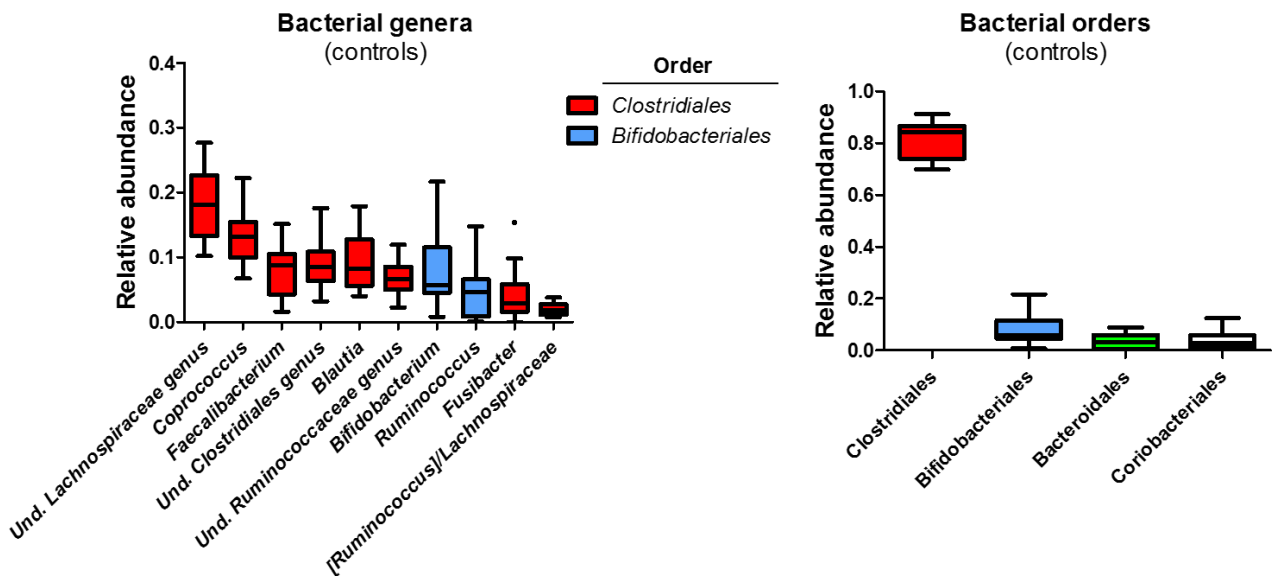 Bacterial genera
(controls)
Relative abundance
0.4
0.3
0.2
0.1
0.0
Und. Lachnospiraceae genus
Coprococcus
Faecalibacterium
Und. Clostridiales genus
Blautia
Und. Ruminococcaceae genus
Bifidobacterium
Ruminococcus
Fusibacter
[Ruminococcus]/Lachnospiraceae
Order
Clostridiales
Bifidobacteriales
Bacterial orders
(controls)
Relative abundance
1.0
0.8
0.6
0.4
0.2
0.0
Clostridiales
Bifidobacteriales
Bacteroidales
Coriobacteriales